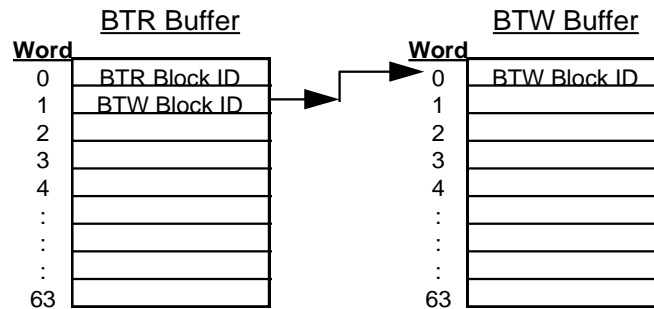 BTR Buffer BTW Buffer
Word Word
0 BTR Block ID 0 BTW Block ID
1 BTW Block ID 1
2 2
3 3
4 4
: :
: :
: :
63 63